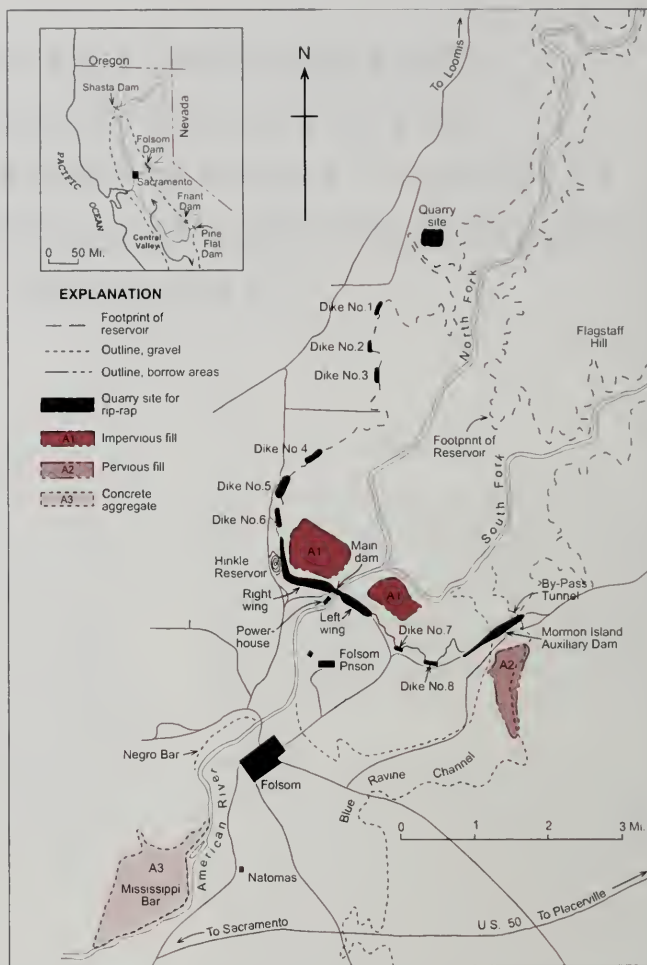 Oregon
Shasta Dam
Nevada
Folsom
Dam
Sacramento
PACIFIC
OCEAN
Friant
Dam
Central
Valley
Pine
Flat
Dam
0 50 Mi.
N
To Loomis
Quarry
site
EXPLANATION
Footprint of
reservoir
Outline, gravel
Outline, borrow areas
Quarry site for
rip-rap
A1 Impervious fill
A2 Pervious fill
A3 Concrete
aggregate
Dike No.1
Dike No.2
Dike No.3
North Fork
Flagstaff
Hill
Footprint of
Reservoir
South Fork
Dike No 4
Dike No.5
Dike No.6
A1
Main
dam
Hinkle
Reservoir
Right
wing
A1
By-Pass
Tunnel
Power-
house
Left
wing
Dike No.7
Mormon Island
Auxiliary Dam
Folsom
Prison
Dike No.8
A2
Negro Bar
Folsom
Blue Ravine Channel
American River
0 1 2 3 Mi.
A3
Mississippi
Bar
Natomas
To Sacramento
U.S. 50
To Placerville